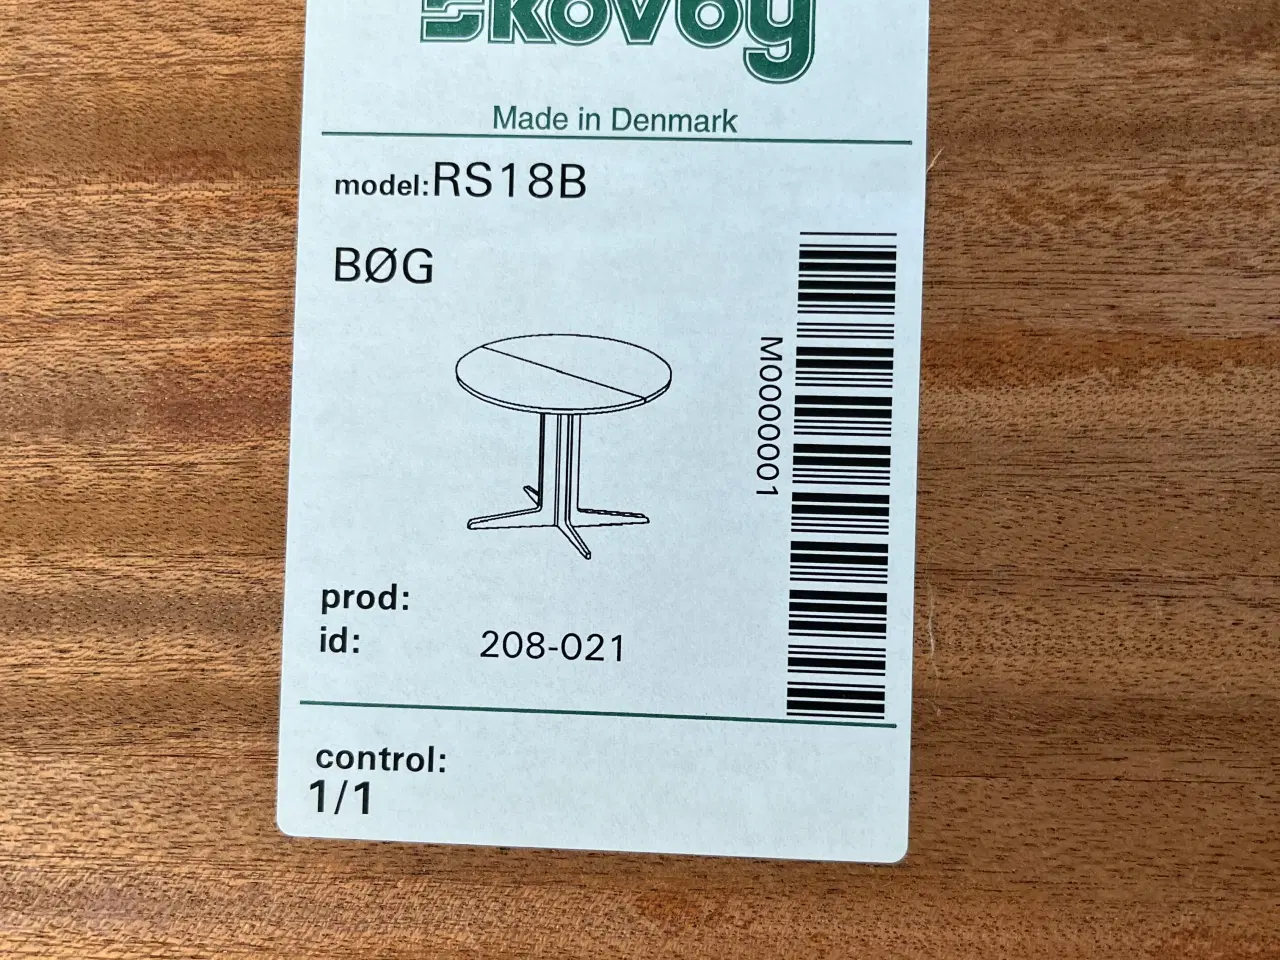 Skovby
Made in Denmark
model:RS18B
BØG
M0000001
prod:
id: 208-021
control:
1/1